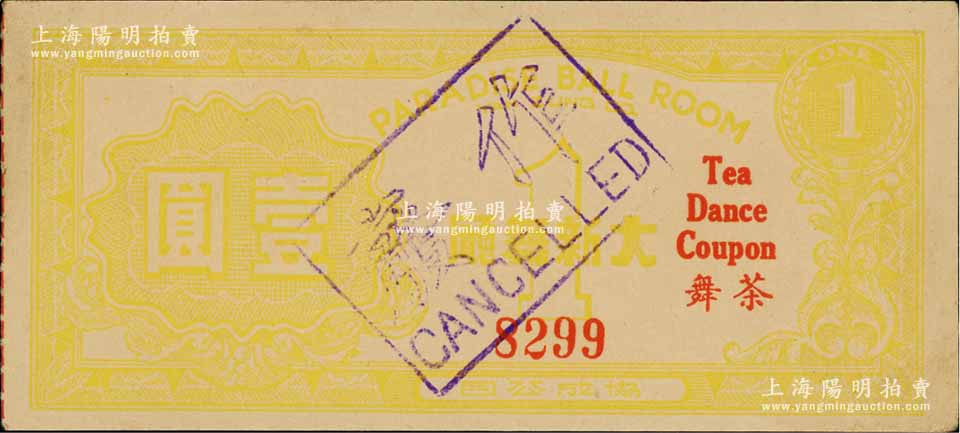 上海陽明拍賣
www.yangmingauction.com
PARADISE BALL ROOM
ONE
1
圓壹
大
Tea
Dance
Coupon
舞茶
8299
作廢
CANCELLED
上海陽明拍賣
www.yangmingauction.com
上海陽明拍賣
www.yangmingauction.com